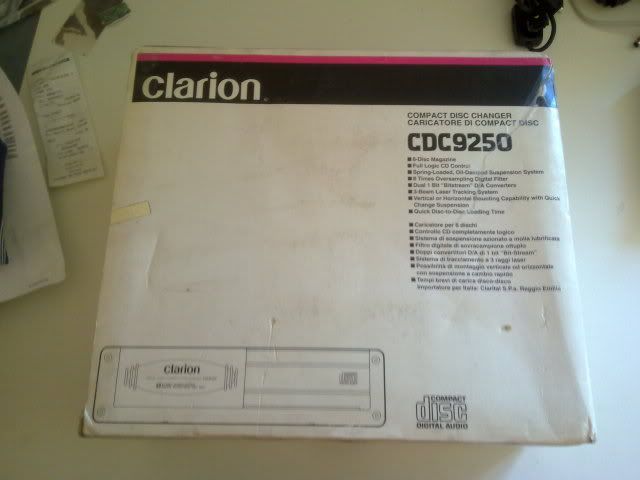 clarion
COMPACT DISC CHANGER
CARICATORE DI COMPACT DISC
CDC9250
■ 6-Disc Magazine
■ Full Logic CD Control
■ Spring-Loaded, Oil-Damped Suspension System
■ 8 Times Oversampling Digital Filter
■ Dual 1 Bit "Bitstream" D/A Converters
■ 3-Beam Laser Tracking System
■ Vertical or Horizontal Mounting Capability with Quick
Change Suspension
■ Quick Disc-to-Disc Loading Time
■ Caricatore per 6 dischi
■ Controllo CD completamente logico
■ Sistema di sospensione azionato a molla lubrificata
■ Filtro digitale di sovracampione ottuplo
■ Doppi convertitori D/A di 1 bit "Bit-Stream"
■ Sistema di tracciamento a 3 raggi laser
■ Possibilità di montaggio verticale od orizzontale
con sospensione a cambio rapido
■ Tempi brevi di carica disco-disco
Importatore per Italia: Clarital S.P.a. Reggio Emilia
clarion
COMPACT
disc
DIGITAL AUDIO